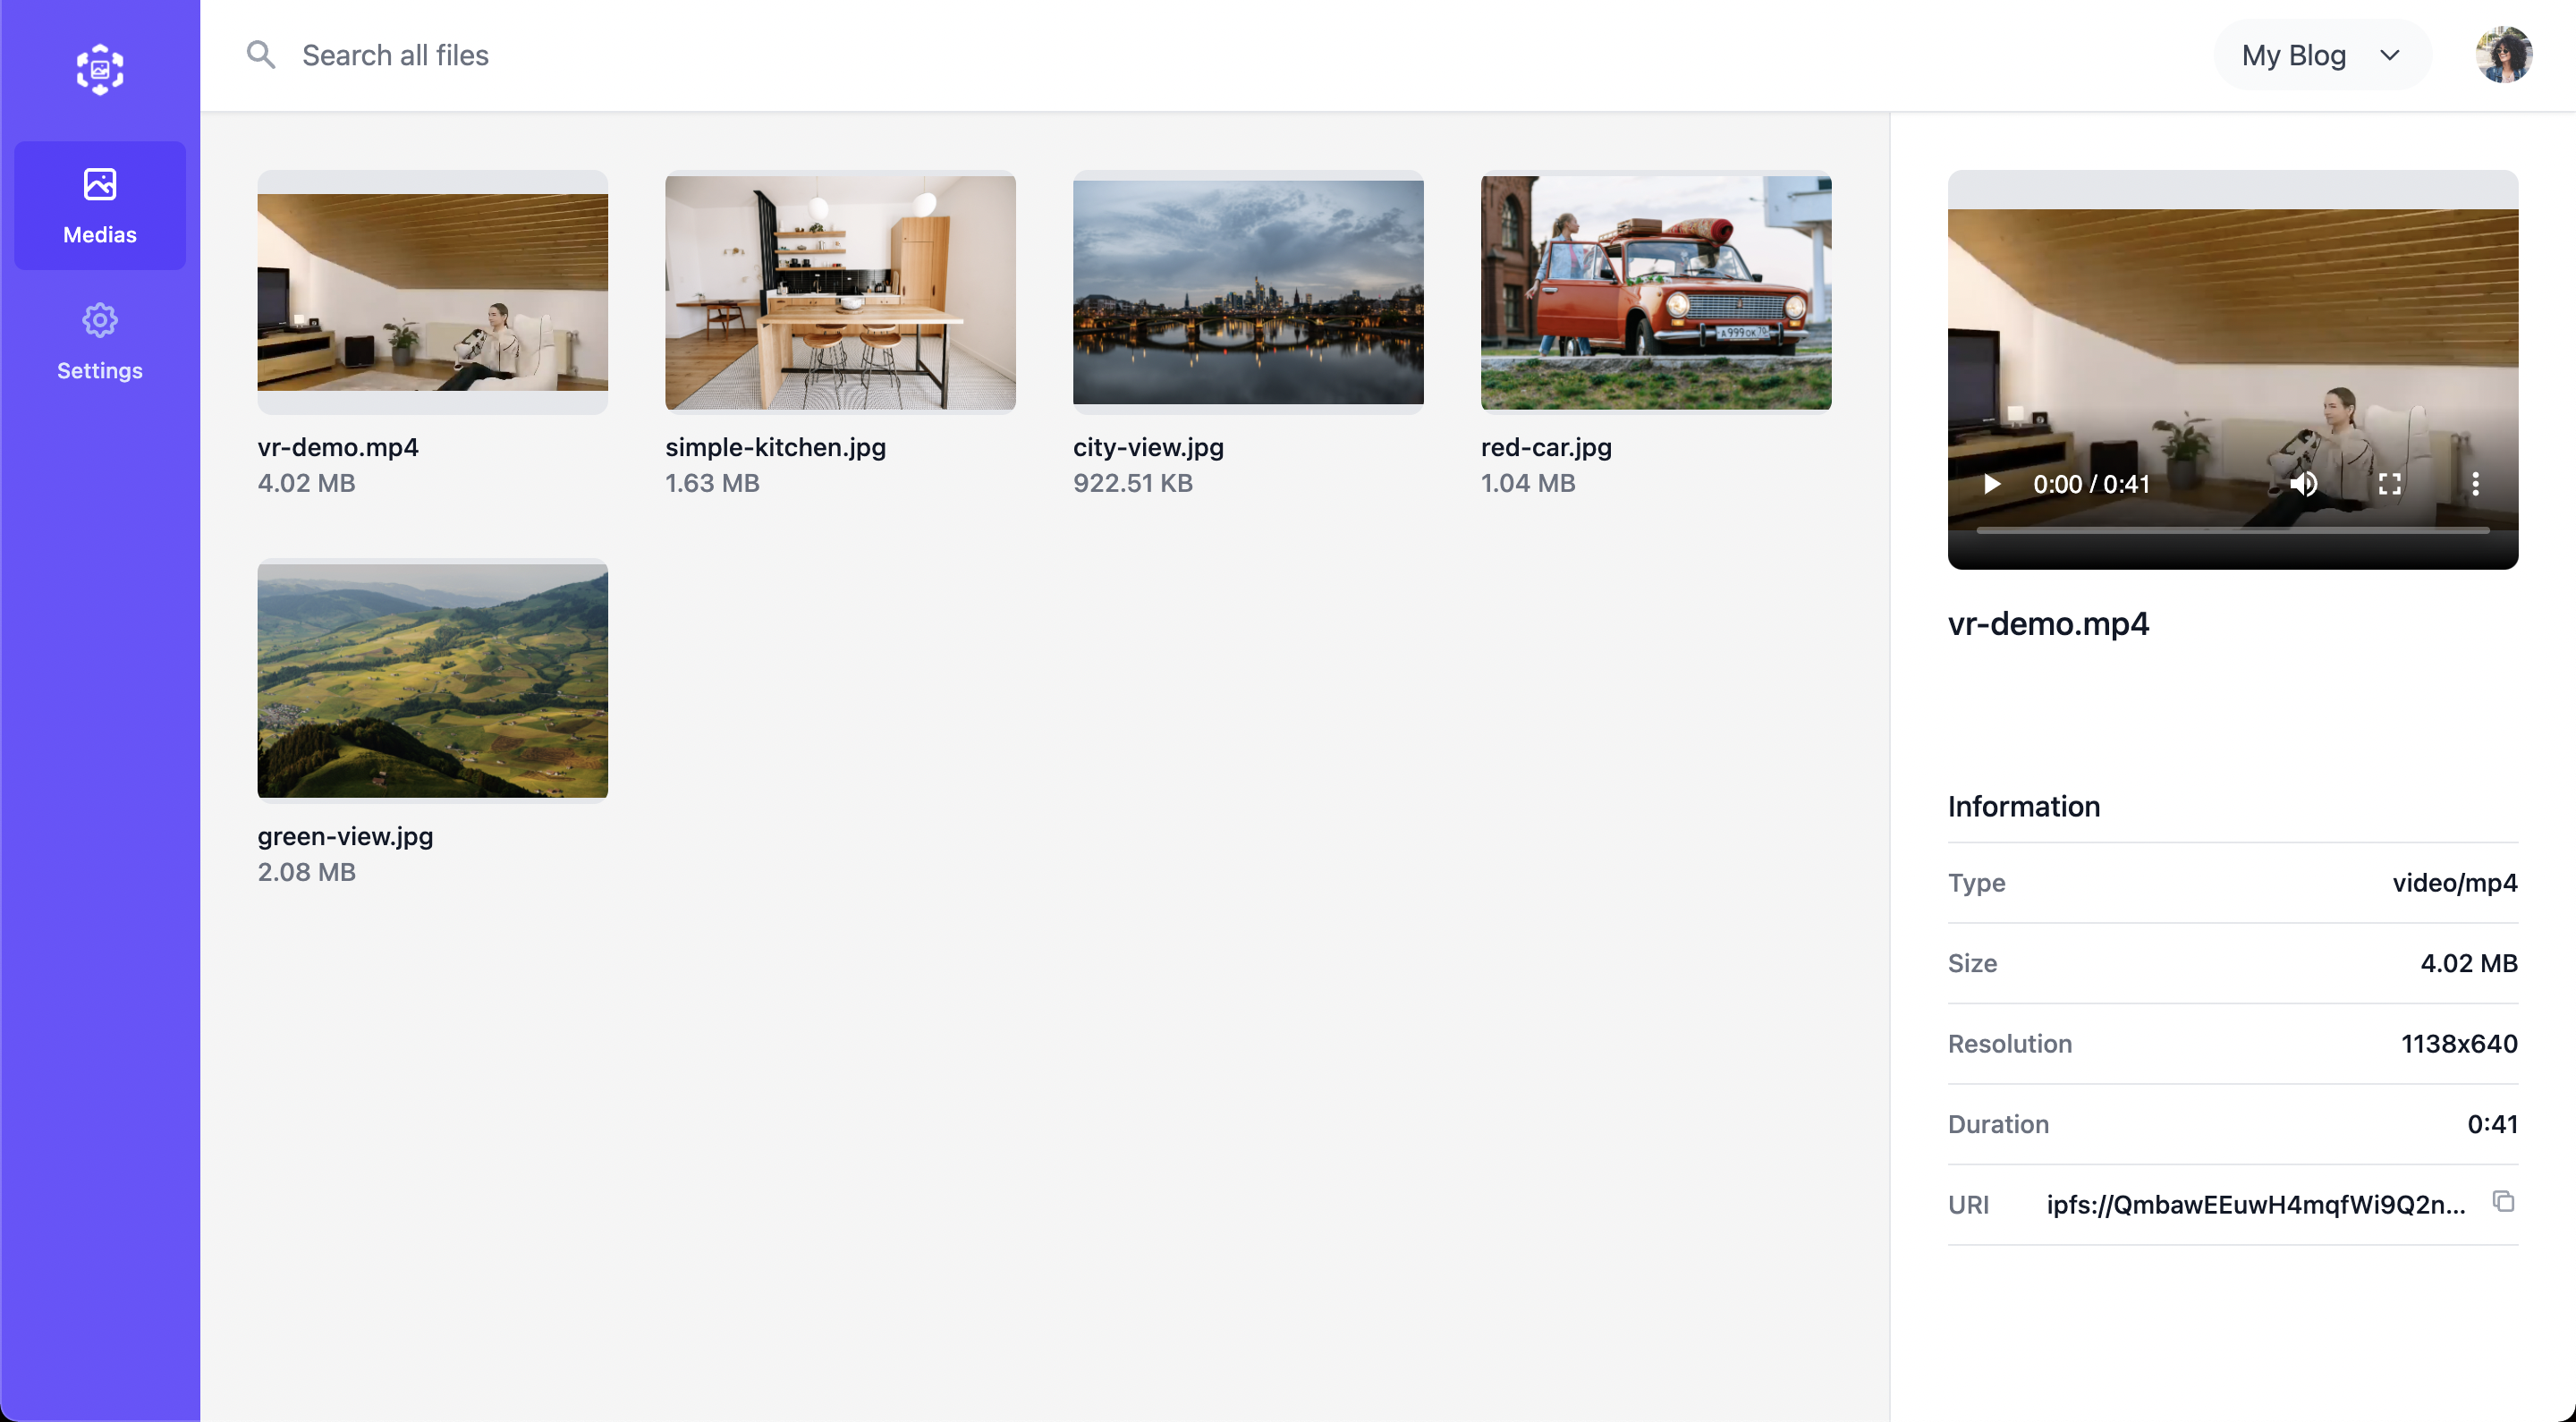 Search all files
My Blog
Medias
Settings
vr-demo.mp4
4.02 MB
simple-kitchen.jpg
1.63 MB
city-view.jpg
922.51 KB
red-car.jpg
1.04 MB
green-view.jpg
2.08 MB
0:00 / 0:41
vr-demo.mp4
Information
Type video/mp4
Size 4.02 MB
Resolution 1138x640
Duration 0:41
URI ipfs://QmbawEEuwH4mqfWi9Q2n...